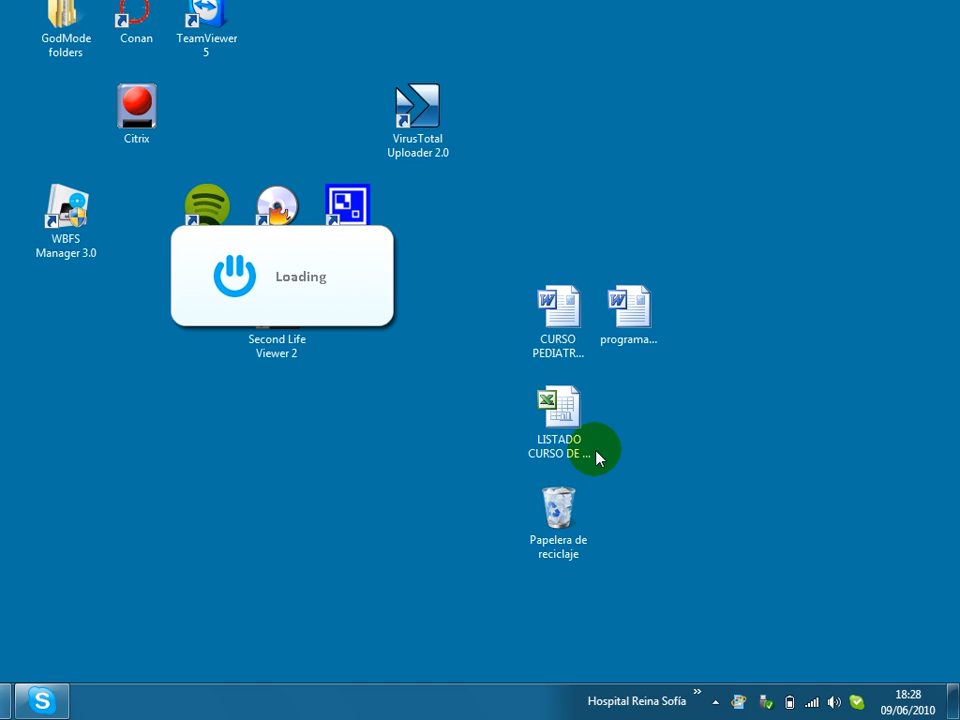 GodMode
folders
Conan
TeamViewer
5
Citrix
VirusTotal
Uploader 2.0
WBFS
Manager 3.0
Loading
Second Life
Viewer 2
CURSO
PEDIATR...
programa...
LISTADO
CURSO DE ...
Papelera de
reciclaje
Hospital Reina Sofía
18:28
09/06/2010